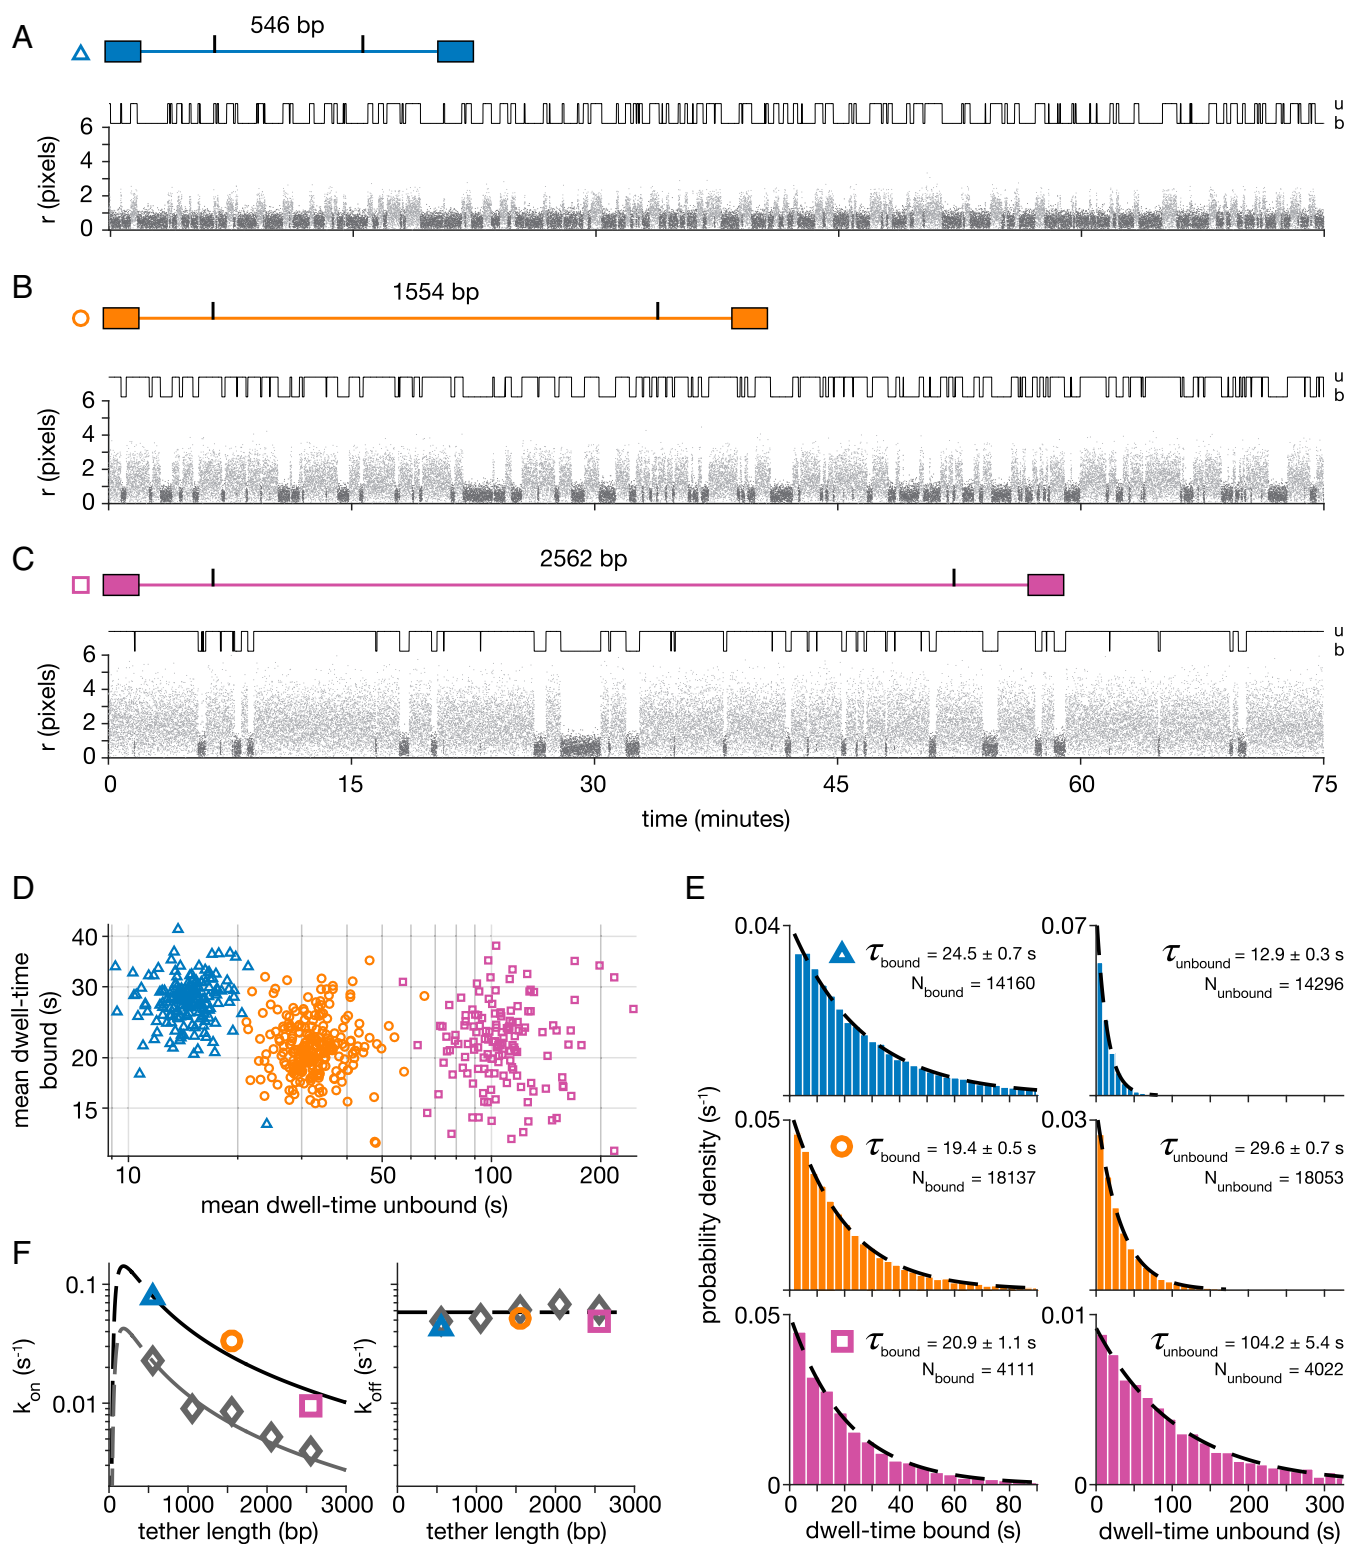 A
546 bp
u
b
6
4
2
0
r (pixels)
B
1554 bp
u
b
6
4
2
0
r (pixels)
C
2562 bp
u
b
6
4
2
0
r (pixels)
0 15 30 45 60 75
time (minutes)
D
40
30
20
15
mean dwell-time bound (s)
10 50 100 200
mean dwell-time unbound (s)
E
0.04
τbound = 24.5 ± 0.7 s
Nbound = 14160
0.07
τunbound = 12.9 ± 0.3 s
Nunbound = 14296
0.05
τbound = 19.4 ± 0.5 s
Nbound = 18137
0.03
τunbound = 29.6 ± 0.7 s
Nunbound = 18053
0.05
τbound = 20.9 ± 1.1 s
Nbound = 4111
0
0.01
τunbound = 104.2 ± 5.4 s
Nunbound = 4022
0
probability density (s⁻¹)
0 20 40 60 80
dwell-time bound (s)
0 100 200 300
dwell-time unbound (s)
F
0.1
0.01
kon (s⁻¹)
0 1000 2000 3000
tether length (bp)
koff (s⁻¹)
0 1000 2000 3000
tether length (bp)